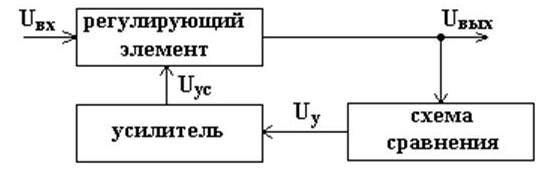 Uвх
регулирующий
элемент
Uвых
Uус
усилитель
Uу
схема
сравнения